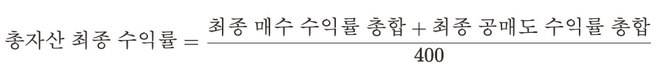 총자산 최종 수익률 = \frac{최종 매수 수익률 총합 + 최종 공매도 수익률 총합}{400}